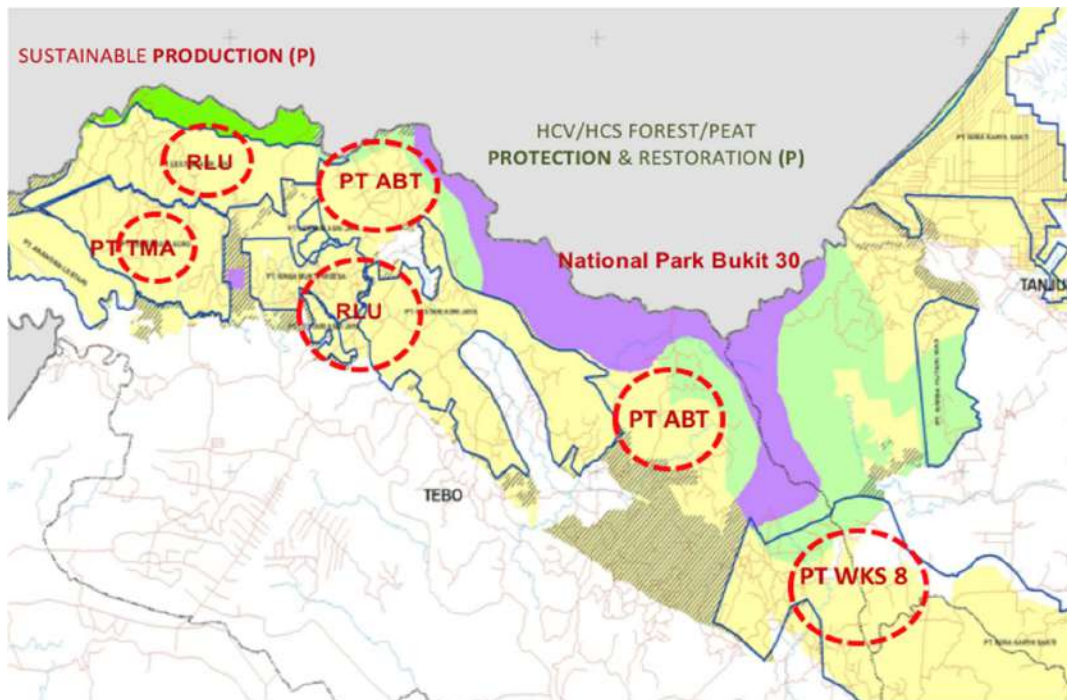 SUSTAINABLE PRODUCTION (P)
HCV/HCS FOREST/PEAT
PROTECTION & RESTORATION (P)
RLU
PT ABT
PT TMA
National Park Bukit 30
TANJU
RLU
PT ABT
TEBO
PT WKS 8